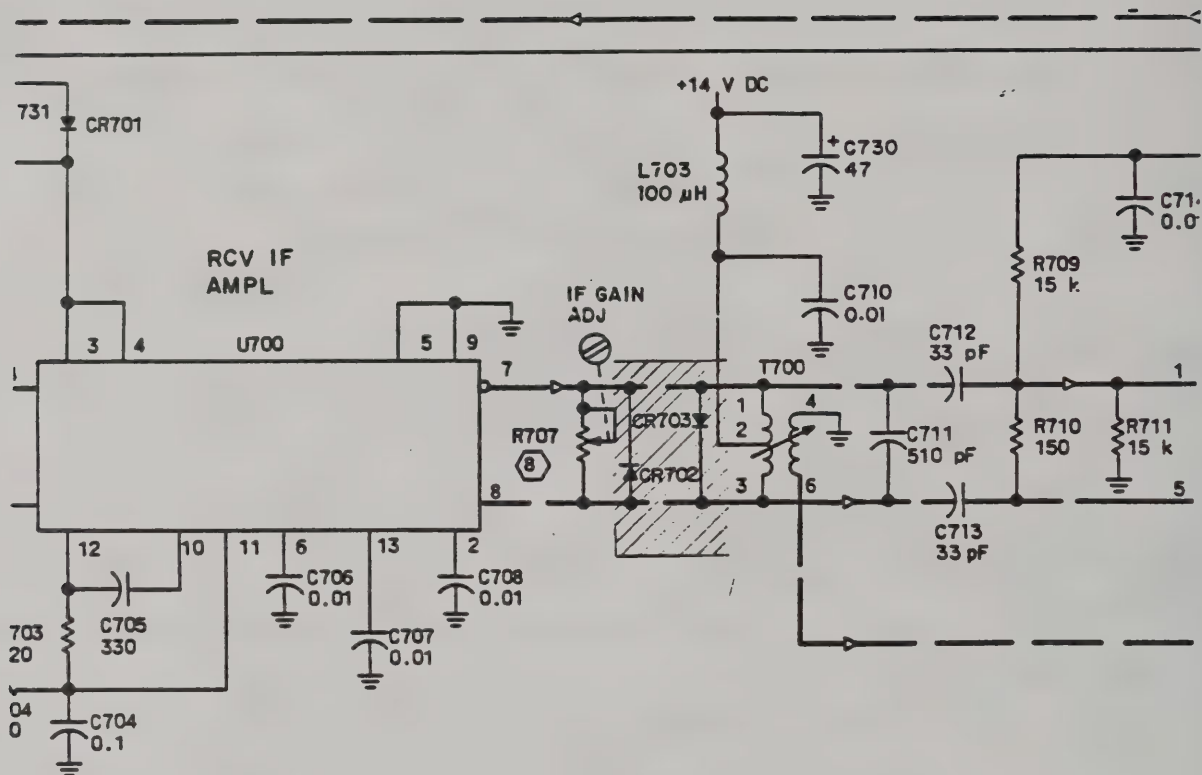 +14 V DC
731
CR701
L703
100 µH
+
C730
47
RCV IF
AMPL
R709
15 k
IF GAIN
ADJ
C710
0.01
C712
33 pF
3
4
U700
5
9
7
T700
1
1
2
4
CR703
R707
8
C711
510 pF
R710
150
R711
15 k
CR702
8
3
6
5
C713
33 pF
12
10
11
6
13
2
C706
0.01
C708
0.01
703
20
C705
330
C707
0.01
04
0
C704
0.1